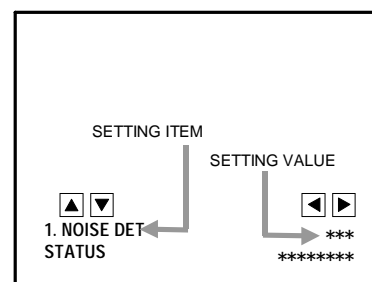 SETTING ITEM
SETTING VALUE
▲ ▼ ◀ ▶
1. NOISE DET ***
STATUS ********